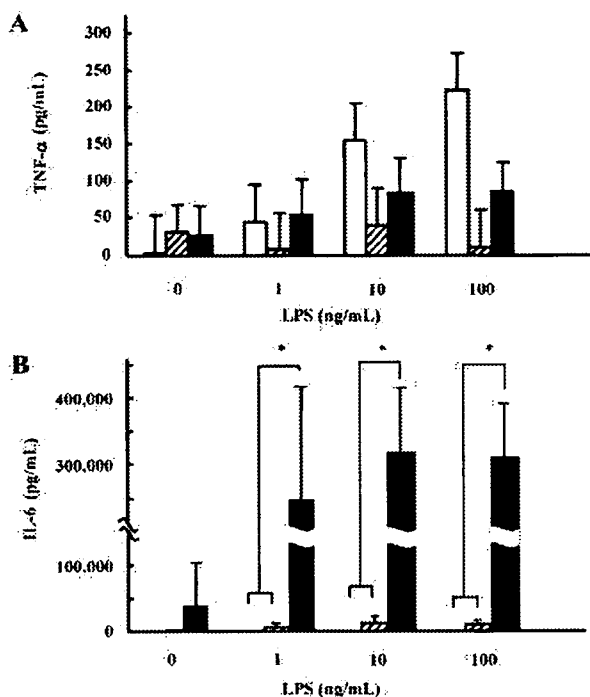 A
300
250
200
150
100
50
0
TNF-α (pg/mL)
0 1 10 100
LPS (ng/mL)
B
* * *
400,000
300,000
100,000
0
IL-6 (pg/mL)
0 1 10 100
LPS (ng/mL)